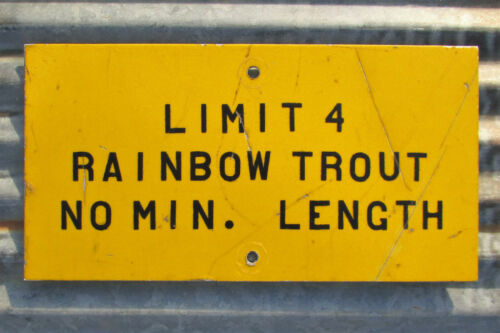 LIMIT 4
RAINBOW TROUT
NO MIN. LENGTH